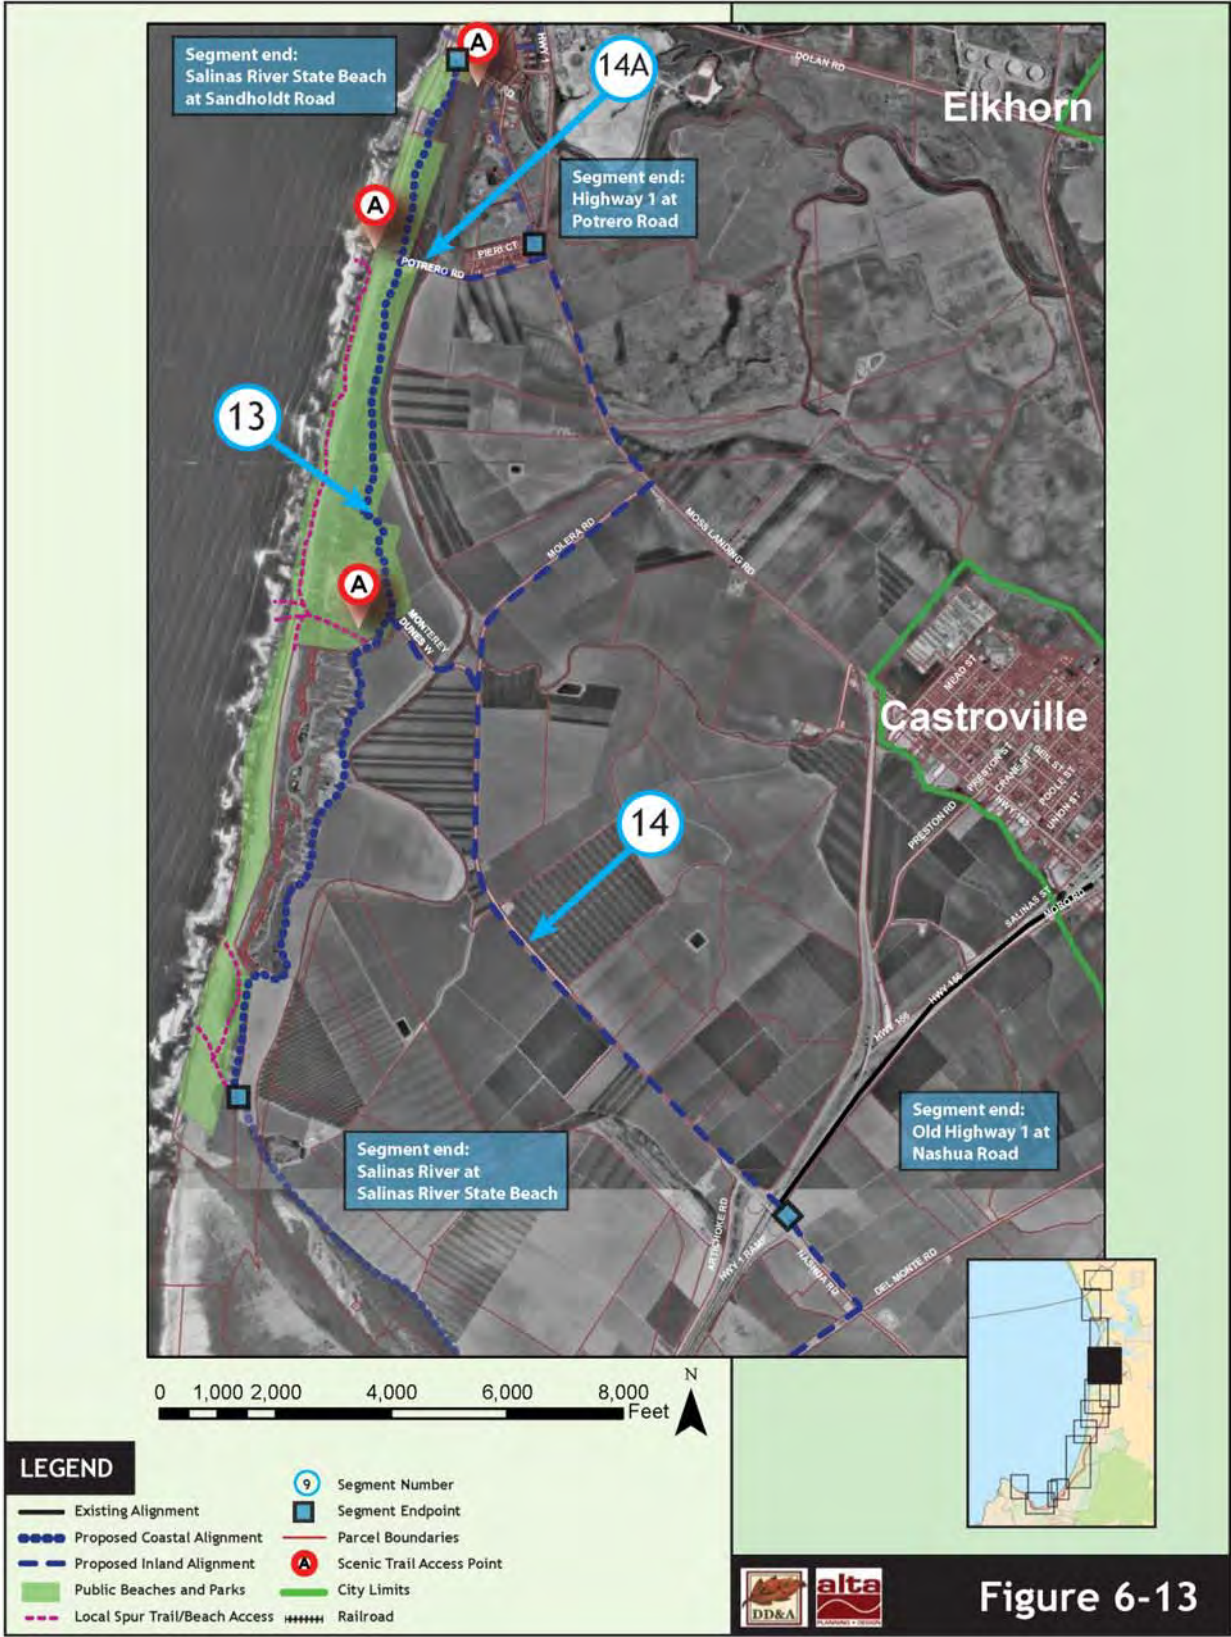 Segment end:
Salinas River State Beach
at Sandholdt Road
A
14A
HWY 1
RD
DOLAN RD
Elkhorn
Segment end:
Highway 1 at
Potrero Road
A
PIERI CT
POTRERO RD
13
MOLERA RD
MOSS LANDING RD
A
MONTEREY
DUNES W
MEAD ST
Castroville
PRESTON ST
CRANE ST
GEIL ST
POOLE ST
HWY 183
UNION ST
14
PRESTON RD
SALINAS ST
MORO RD
HWY 156
HWY 156
Segment end:
Old Highway 1 at
Nashua Road
Segment end:
Salinas River at
Salinas River State Beach
ARTICHOKE RD
HWY 1 RAMP
NASHUA RD
DEL MONTE RD
0 1,000 2,000 4,000 6,000 8,000
Feet
N
LEGEND
Existing Alignment
Proposed Coastal Alignment
Proposed Inland Alignment
Public Beaches and Parks
Local Spur Trail/Beach Access
9 Segment Number
Segment Endpoint
Parcel Boundaries
A Scenic Trail Access Point
City Limits
Railroad
DD&A
alta
PLANNING + DESIGN
Figure 6-13